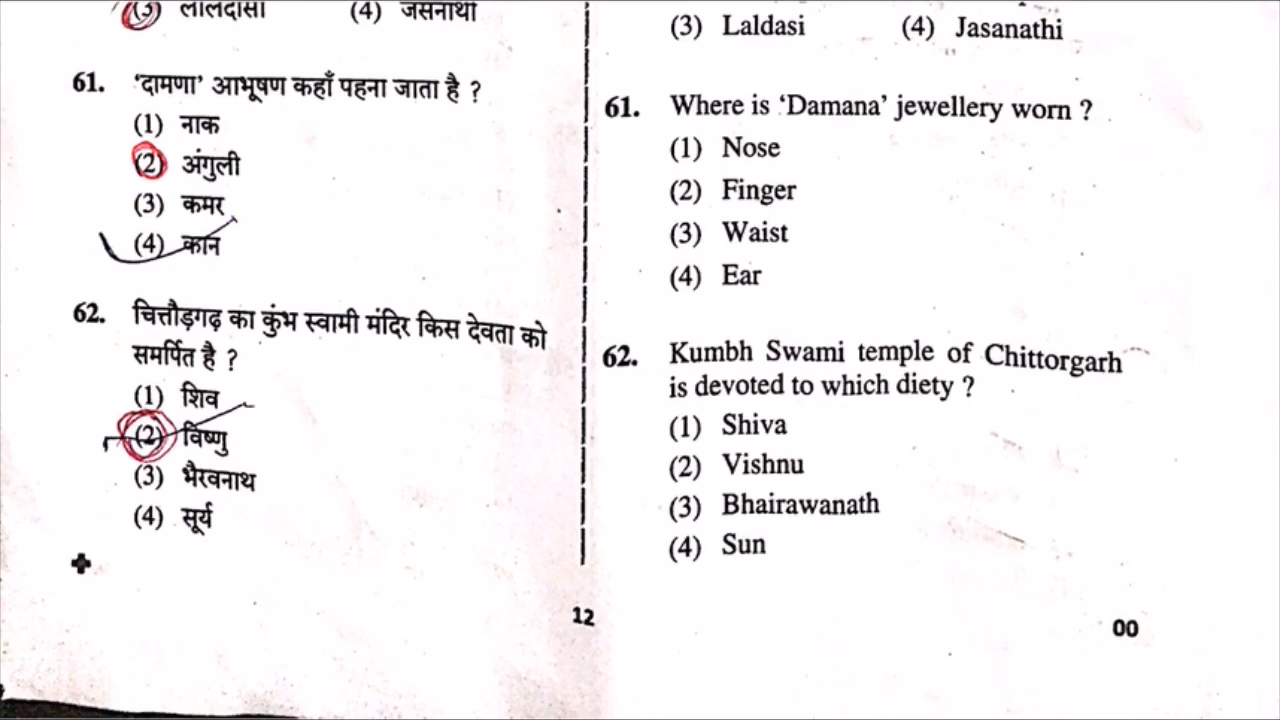 (3) लालदासी (4) जसनाथी
61. 'दामणा' आभूषण कहाँ पहना जाता है ?
(1) नाक
(2) अंगुली
(3) कमर
(4) कान
62. चित्तौड़गढ़ का कुंभ स्वामी मंदिर किस देवता को
समर्पित है ?
(1) शिव
(2) विष्णु
(3) भैरवनाथ
(4) सूर्य
(3) Laldasi (4) Jasanathi
61. Where is 'Damana' jewellery worn ?
(1) Nose
(2) Finger
(3) Waist
(4) Ear
62. Kumbh Swami temple of Chittorgarh
is devoted to which diety ?
(1) Shiva
(2) Vishnu
(3) Bhairawanath
(4) Sun
12
00